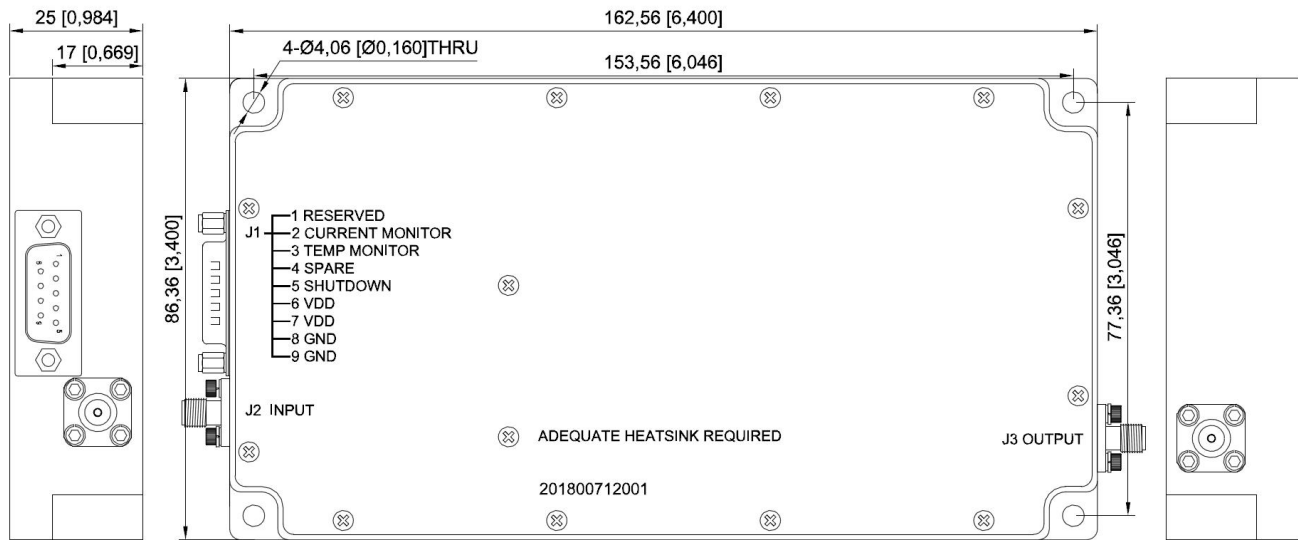 25 [0,984]
17 [0,669]
162,56 [6,400]
4-Ø4,06 [Ø0,160]THRU
153,56 [6,046]
86,36 [3,400]
77,36 [3,046]
J1
1 RESERVED
2 CURRENT MONITOR
3 TEMP MONITOR
4 SPARE
5 SHUTDOWN
6 VDD
7 VDD
8 GND
9 GND
J2 INPUT
ADEQUATE HEATSINK REQUIRED
J3 OUTPUT
201800712001